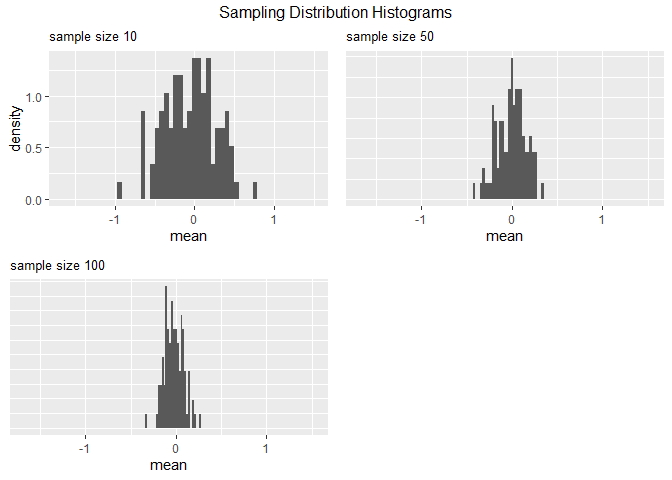 Sampling Distribution Histograms
sample size 10
sample size 50
density
1.0
0.5
0.0
-1
0
1
mean
-1
0
1
mean
sample size 100
-1
0
1
mean